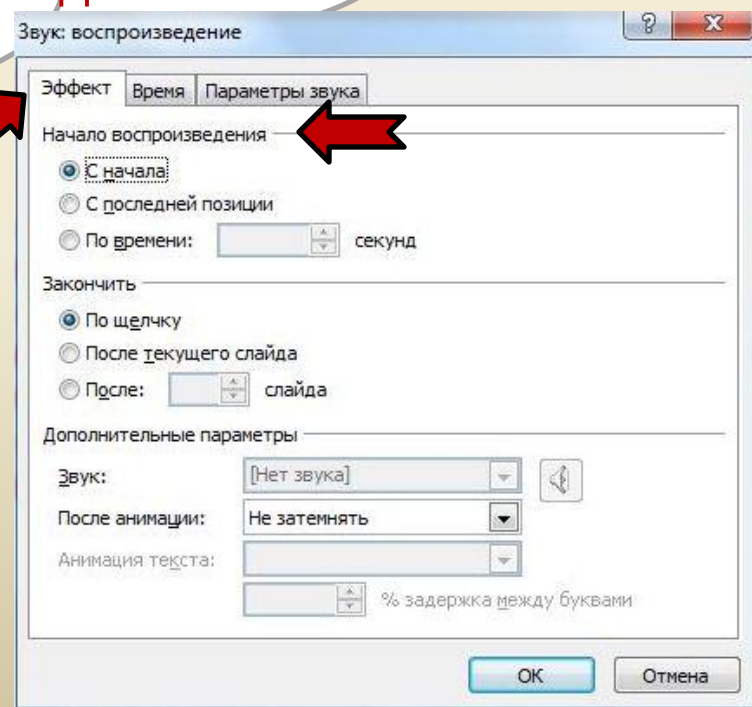 Звук: воспроизведение
Эффект Время Параметры звука
Начало воспроизведения
С начала
С последней позиции
По времени: секунд
Закончить
По щелчку
После текущего слайда
После: слайда
Дополнительные параметры
Звук: [Нет звука]
После анимации: Не затемнять
Анимация текста:
% задержка между буквами
ОК Отмена